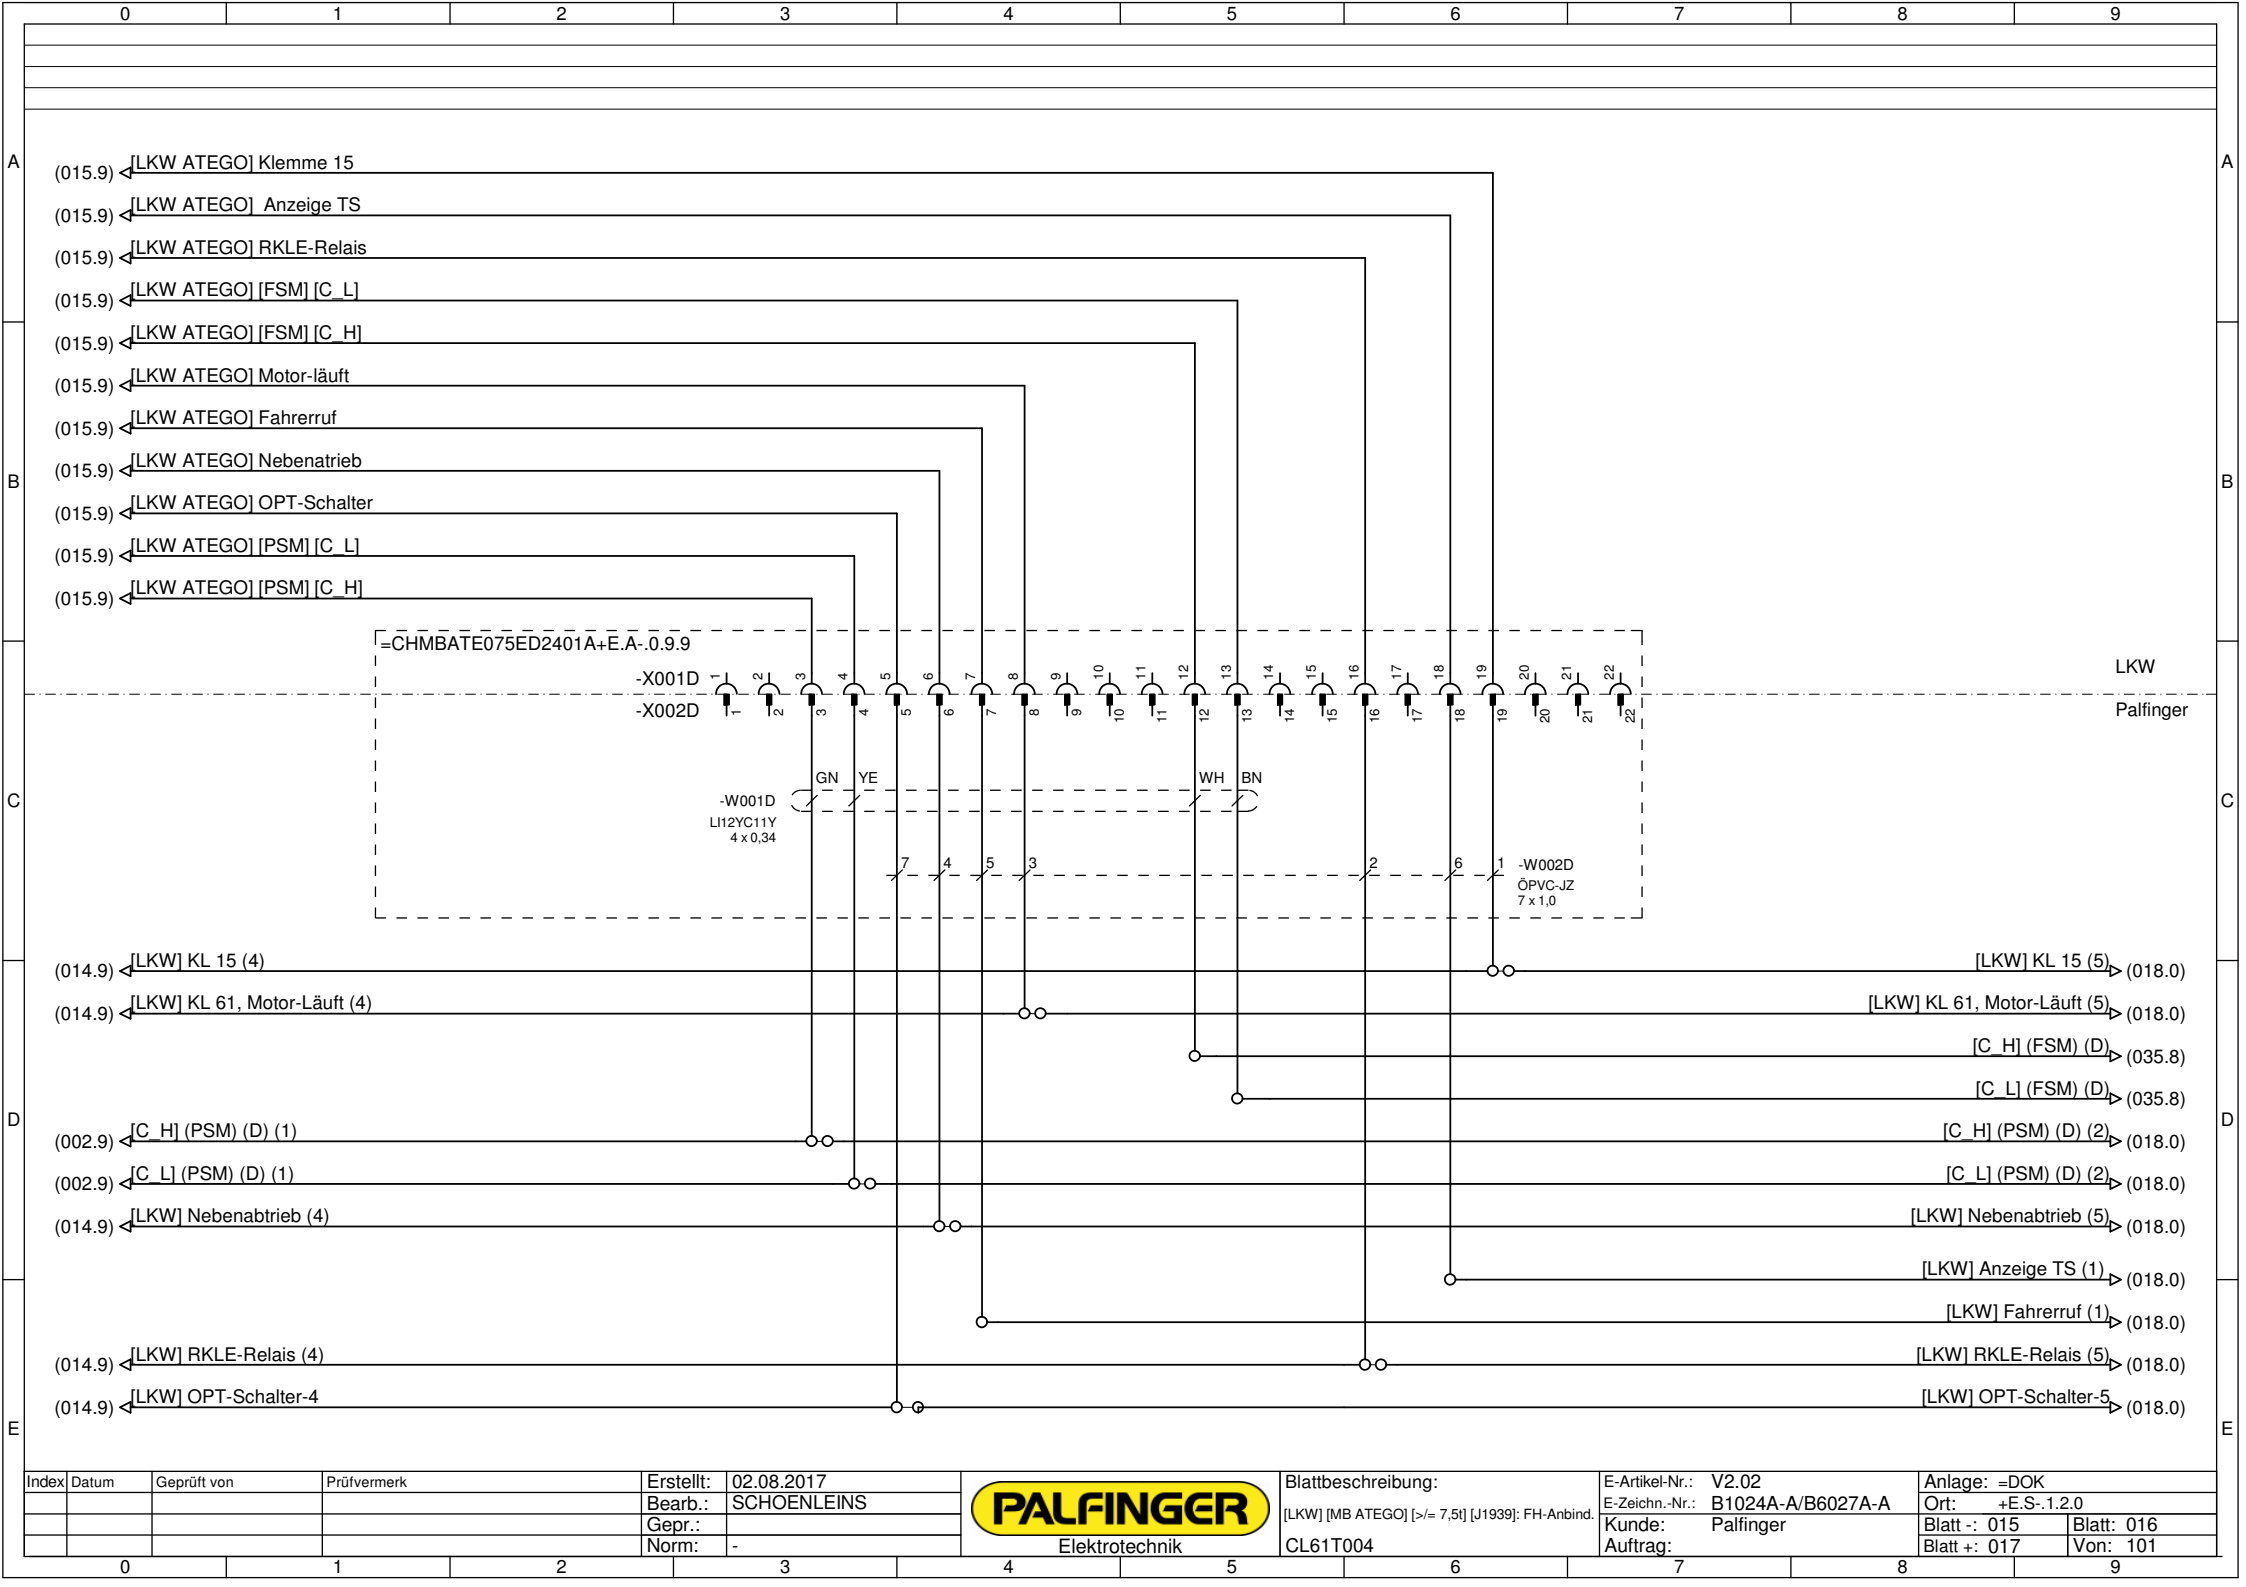 0 1 2 3 4 5 6 7 8 9
A A
(015.9) [LKW ATEGO] Klemme 15
(015.9) [LKW ATEGO] Anzeige TS
(015.9) [LKW ATEGO] RKLE-Relais
(015.9) [LKW ATEGO] [FSM] [C_L]
(015.9) [LKW ATEGO] [FSM] [C_H]
(015.9) [LKW ATEGO] Motor-läuft
(015.9) [LKW ATEGO] Fahrerruf
(015.9) [LKW ATEGO] Nebenatrieb
B B
(015.9) [LKW ATEGO] OPT-Schalter
(015.9) [LKW ATEGO] [PSM] [C_L]
(015.9) [LKW ATEGO] [PSM] [C_H]
=CHMBATE075ED2401A+E.A-.0.9.9
LKW
-X001D 1 2 3 4 5 6 7 8 9 10 11 12 13 14 15 16 17 18 19 20 21 22
-X002D 1 2 3 4 5 6 7 8 9 10 11 12 13 14 15 16 17 18 19 20 21 22
Palfinger
GN YE WH BN
C C
-W001D
LI12YC11Y
4 x 0,34
7 4 5 3 2 6 1 -W002D
ÖPVC-JZ
7 x 1,0
(014.9) [LKW] KL 15 (4) [LKW] KL 15 (5) (018.0)
(014.9) [LKW] KL 61, Motor-Läuft (4) [LKW] KL 61, Motor-Läuft (5) (018.0)
[C_H] (FSM) (D) (035.8)
[C_L] (FSM) (D) (035.8)
D D
(002.9) [C_H] (PSM) (D) (1) [C_H] (PSM) (D) (2) (018.0)
(002.9) [C_L] (PSM) (D) (1) [C_L] (PSM) (D) (2) (018.0)
(014.9) [LKW] Nebenabtrieb (4) [LKW] Nebenabtrieb (5) (018.0)
[LKW] Anzeige TS (1) (018.0)
[LKW] Fahrerruf (1) (018.0)
(014.9) [LKW] RKLE-Relais (4) [LKW] RKLE-Relais (5) (018.0)
(014.9) [LKW] OPT-Schalter-4 [LKW] OPT-Schalter-5 (018.0)
E E
Index Datum Geprüft von Prüfvermerk
Erstellt: 02.08.2017
Bearb.: SCHOENLEINS
Gepr.:
Norm: -
PALFINGER
Elektrotechnik
Blattbeschreibung:
[LKW] [MB ATEGO] [>/= 7,5t] [J1939]: FH-Anbind.
CL61T004
E-Artikel-Nr.: V2.02
E-Zeichn.-Nr.: B1024A-A/B6027A-A
Kunde: Palfinger
Auftrag:
Anlage: =DOK
Ort: +E.S-.1.2.0
Blatt -: 015 Blatt: 016
Blatt +: 017 Von: 101
0 1 2 3 4 5 6 7 8 9